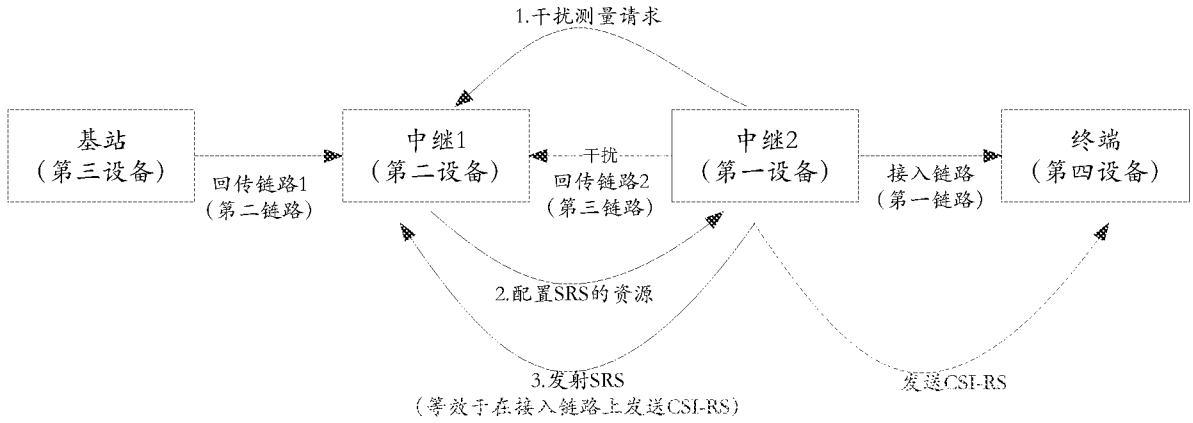 1.干扰测量请求
基站
(第三设备)
中继1
(第二设备)
中继2
(第一设备)
终端
(第四设备)
回传链路1
(第二链路)
干扰
回传链路2
(第三链路)
接入链路
(第一链路)
2.配置SRS的资源
3.发射SRS
(等效于在接入链路上发送CSI-RS)
发送CSI-RS